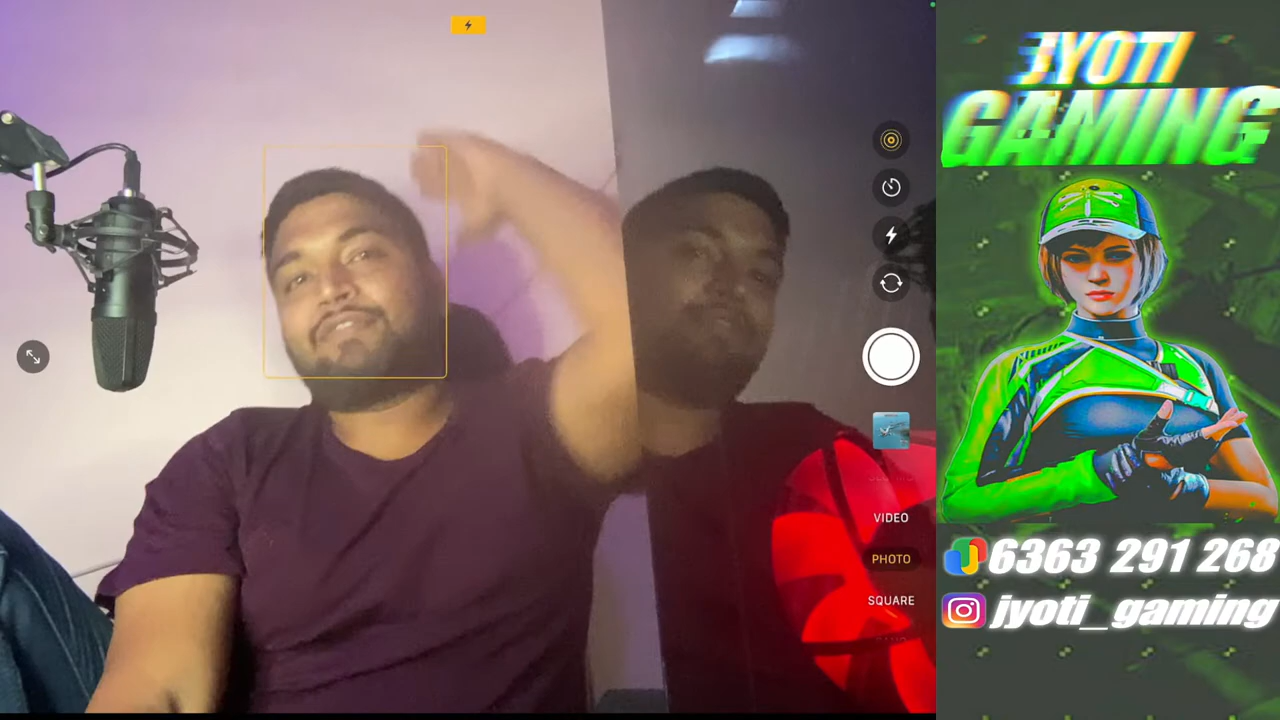 JYOTI
GAMING
VIDEO
PHOTO
SQUARE
6363 291 268
jyoti_gaming